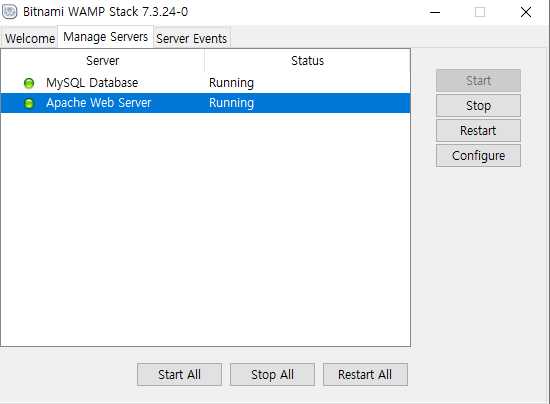 Bitnami WAMP Stack 7.3.24-0
Welcome Manage Servers Server Events
Server Status
MySQL Database Running
Apache Web Server Running
Start
Stop
Restart
Configure
Start All Stop All Restart All